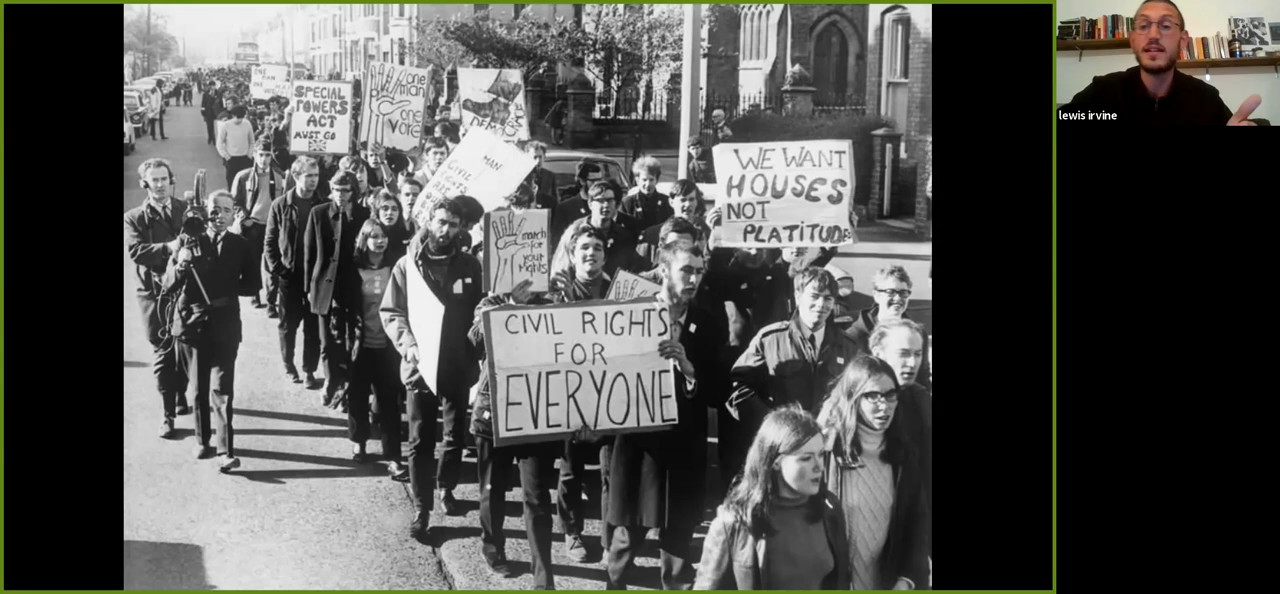 SPECIAL
POWERS
ACT
MUST GO
one
man
one
vote
MAN
CIVIL
RIGHTS
WE WANT
HOUSES
NOT
PLATITUDE
march
for
your
rights
CIVIL RIGHTS
FOR
EVERYONE
lewis irvine